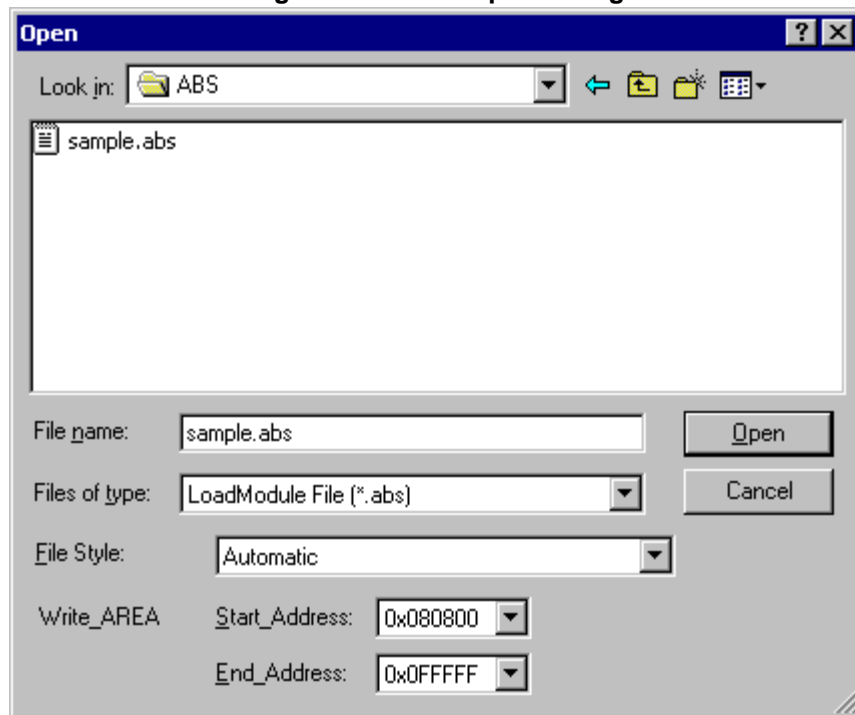 Open
Look in: ABS
sample.abs
File name: sample.abs Open
Files of type: LoadModule File (*.abs) Cancel
File Style: Automatic
Write_AREA Start_Address: 0x080800
End_Address: 0x0FFFFF